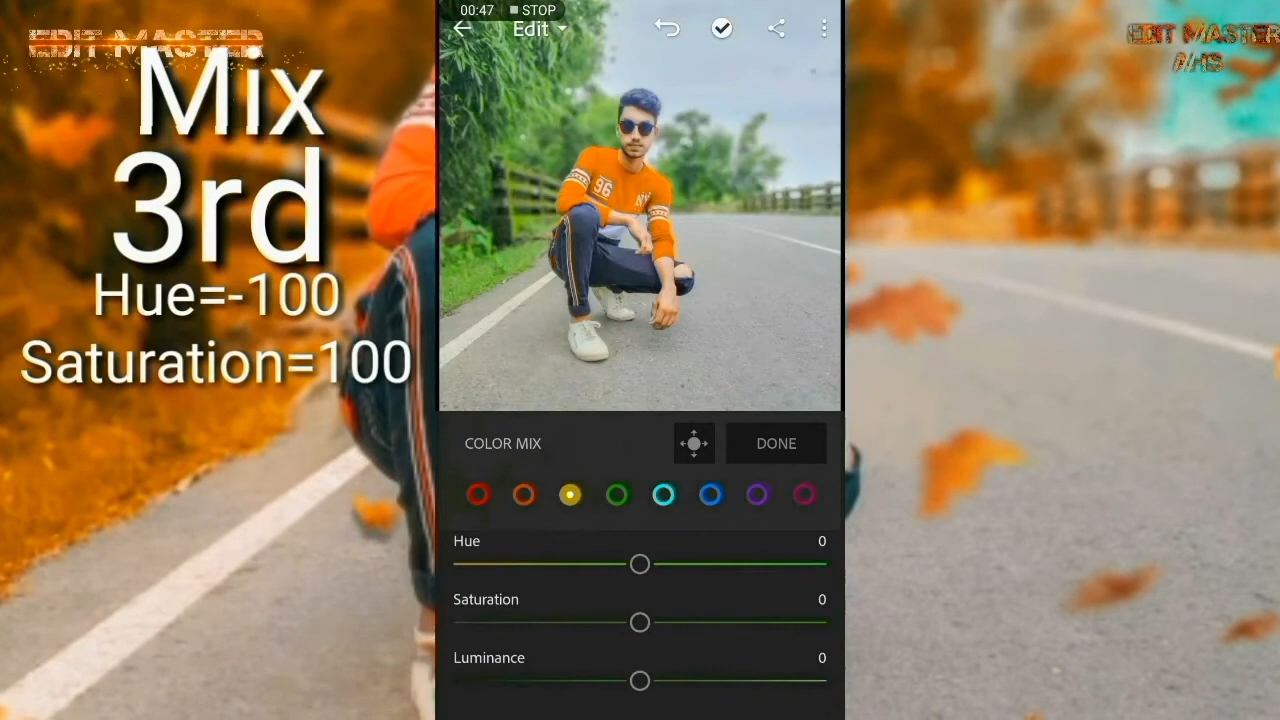 EDIT MASTER
Mix
3rd
Hue=-100
Saturation=100
00:47 STOP
Edit
96
COLOR MIX
DONE
Hue 0
Saturation 0
Luminance 0
EDIT MASTER